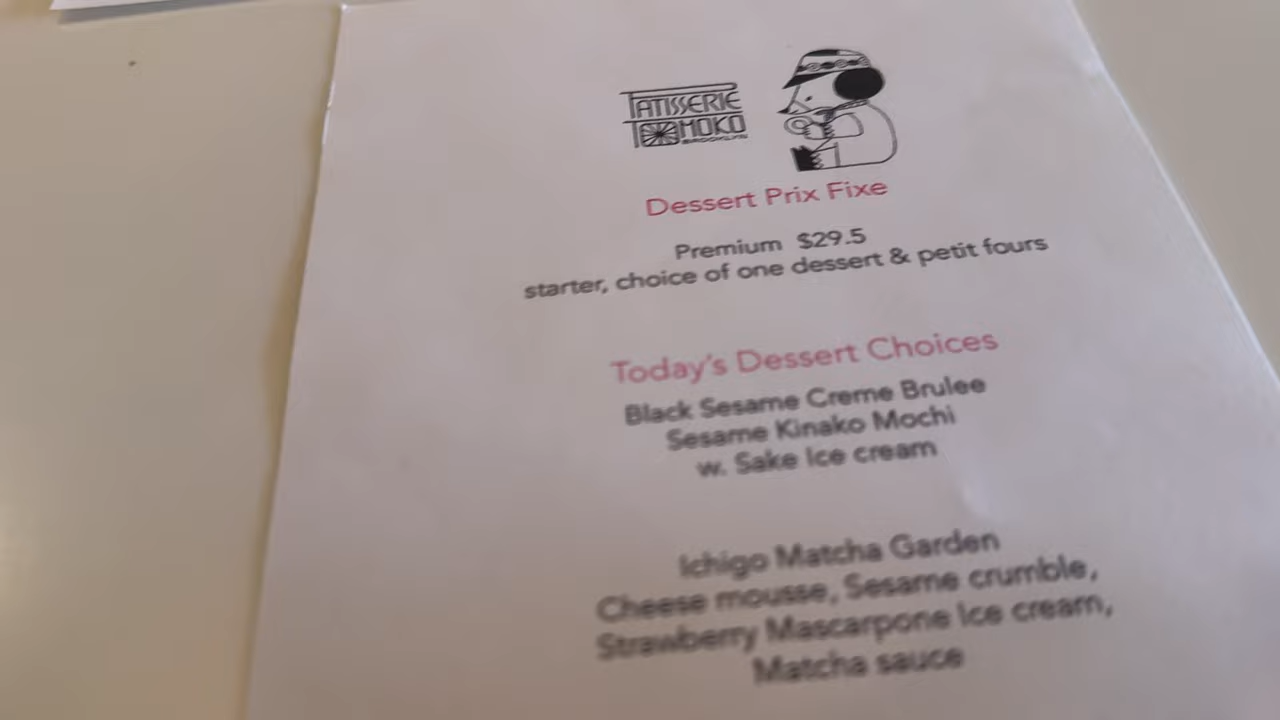 PATISSERIE
TOMOKO
BROOKLYN
Dessert Prix Fixe
Premium $29.5
starter, choice of one dessert & petit fours
Today's Dessert Choices
Black Sesame Creme Brulee
Sesame Kinako Mochi
w. Sake Ice cream
Ichigo Matcha Garden
Cheese mousse, Sesame crumble,
Strawberry Mascarpone Ice cream,
Matcha sauce